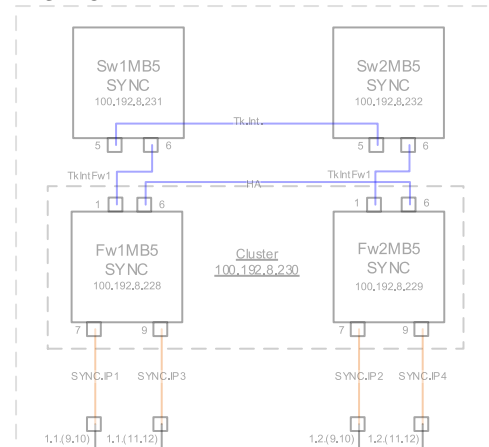 Sw1MB5
SYNC
100.192.8.231
Sw2MB5
SYNC
100.192.8.232
Tk.Int.
5
6
5
6
TkIntFw1
TkIntFw1
HA
1
6
1
6
Fw1MB5
SYNC
100.192.8.228
Cluster
100.192.8.230
Fw2MB5
SYNC
100.192.8.229
7
9
7
9
SYNC.IP1
SYNC.IP3
SYNC.IP2
SYNC.IP4
1.1.(9.10)
1.1.(11.12)
1.2.(9.10)
1.2.(11.12)